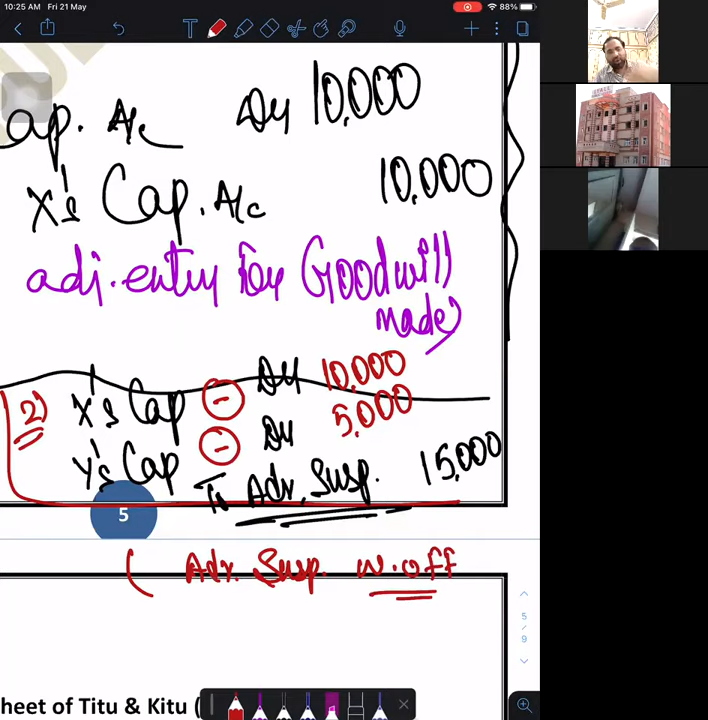 10:25 AM Fri 21 May
88%
ap. A/c Dr 10,000
X's Cap. A/c 10,000
adj. entry for Goodwill
made)
2) X's Cap - Dr 10,000
Y's Cap - Dr 5,000
To Adv. Susp. 15,000
5
( Adv. Susp. w.off
5
9
heet of Titu & Kitu (